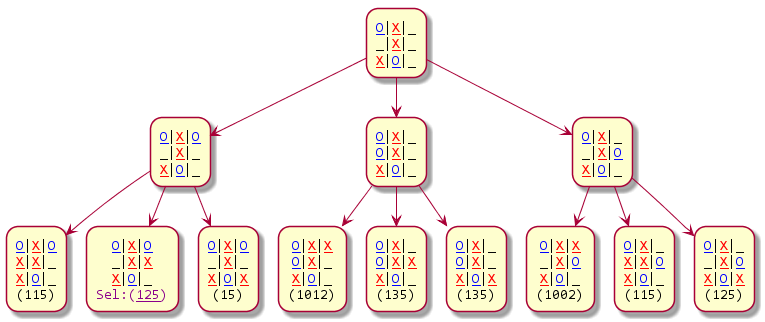 O|X|_
_|X|_
X|O|_
O|X|O
_|X|_
X|O|_
O|X|_
O|X|_
X|O|_
O|X|_
_|X|O
X|O|_
O|X|O
X|X|_
X|O|_
(115)
O|X|O
_|X|X
X|O|_
Sel:(125)
O|X|O
_|X|_
X|O|X
(15)
O|X|X
O|X|_
X|O|_
(1012)
O|X|_
O|X|X
X|O|_
(135)
O|X|_
O|X|_
X|O|X
(135)
O|X|X
_|X|O
X|O|_
(1002)
O|X|_
X|X|O
X|O|_
(115)
O|X|_
_|X|O
X|O|X
(125)